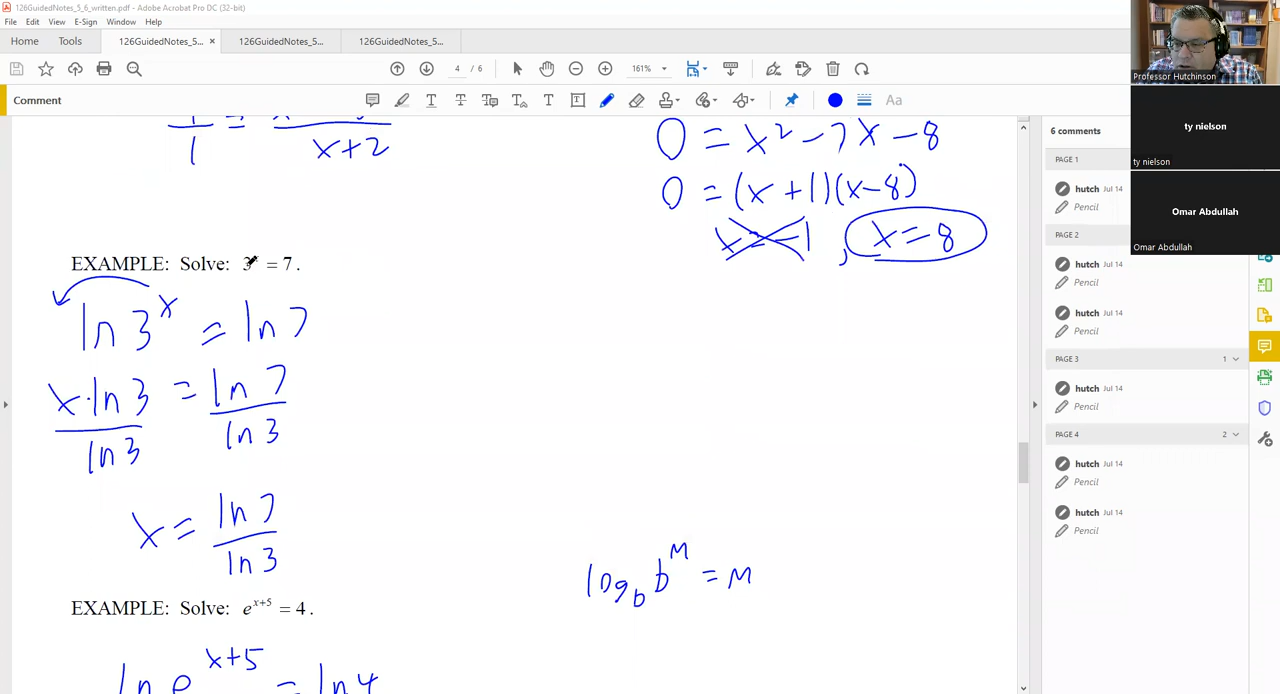 126GuidedNotes_5_6_written.pdf - Adobe Acrobat Pro DC (32-bit)
File Edit View E-Sign Window Help
Home Tools 126GuidedNotes_5... × 126GuidedNotes_5... 126GuidedNotes_5...
4 / 6 161%
Comment
1
x+2
0 = x² - 7x - 8
0 = (x+1)(x-8)
x=-1, x=8
EXAMPLE: Solve: 3 = 7.
ln 3^x = ln 7
x·ln 3 = ln 7
ln 3 ln 3
x = ln 7
ln 3
log_b b^M = M
EXAMPLE: Solve: e^{x+5} = 4.
ln e^{x+5} = ln 4
Professor Hutchinson
ty nielson
ty nielson
Omar Abdullah
Omar Abdullah
6 comments
PAGE 1
hutch Jul 14
Pencil
PAGE 2
hutch Jul 14
Pencil
hutch Jul 14
Pencil
PAGE 3 1
hutch Jul 14
Pencil
PAGE 4 2
hutch Jul 14
Pencil
hutch Jul 14
Pencil